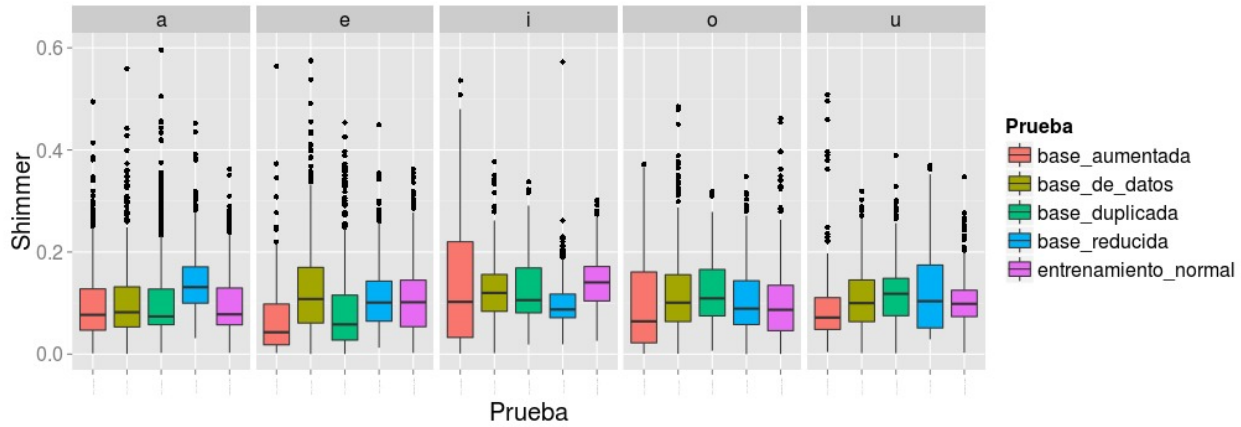 a e i o u
0.6
0.4
0.2
0.0
Shimmer
Prueba
Prueba
base_aumentada
base_de_datos
base_duplicada
base_reducida
entrenamiento_normal